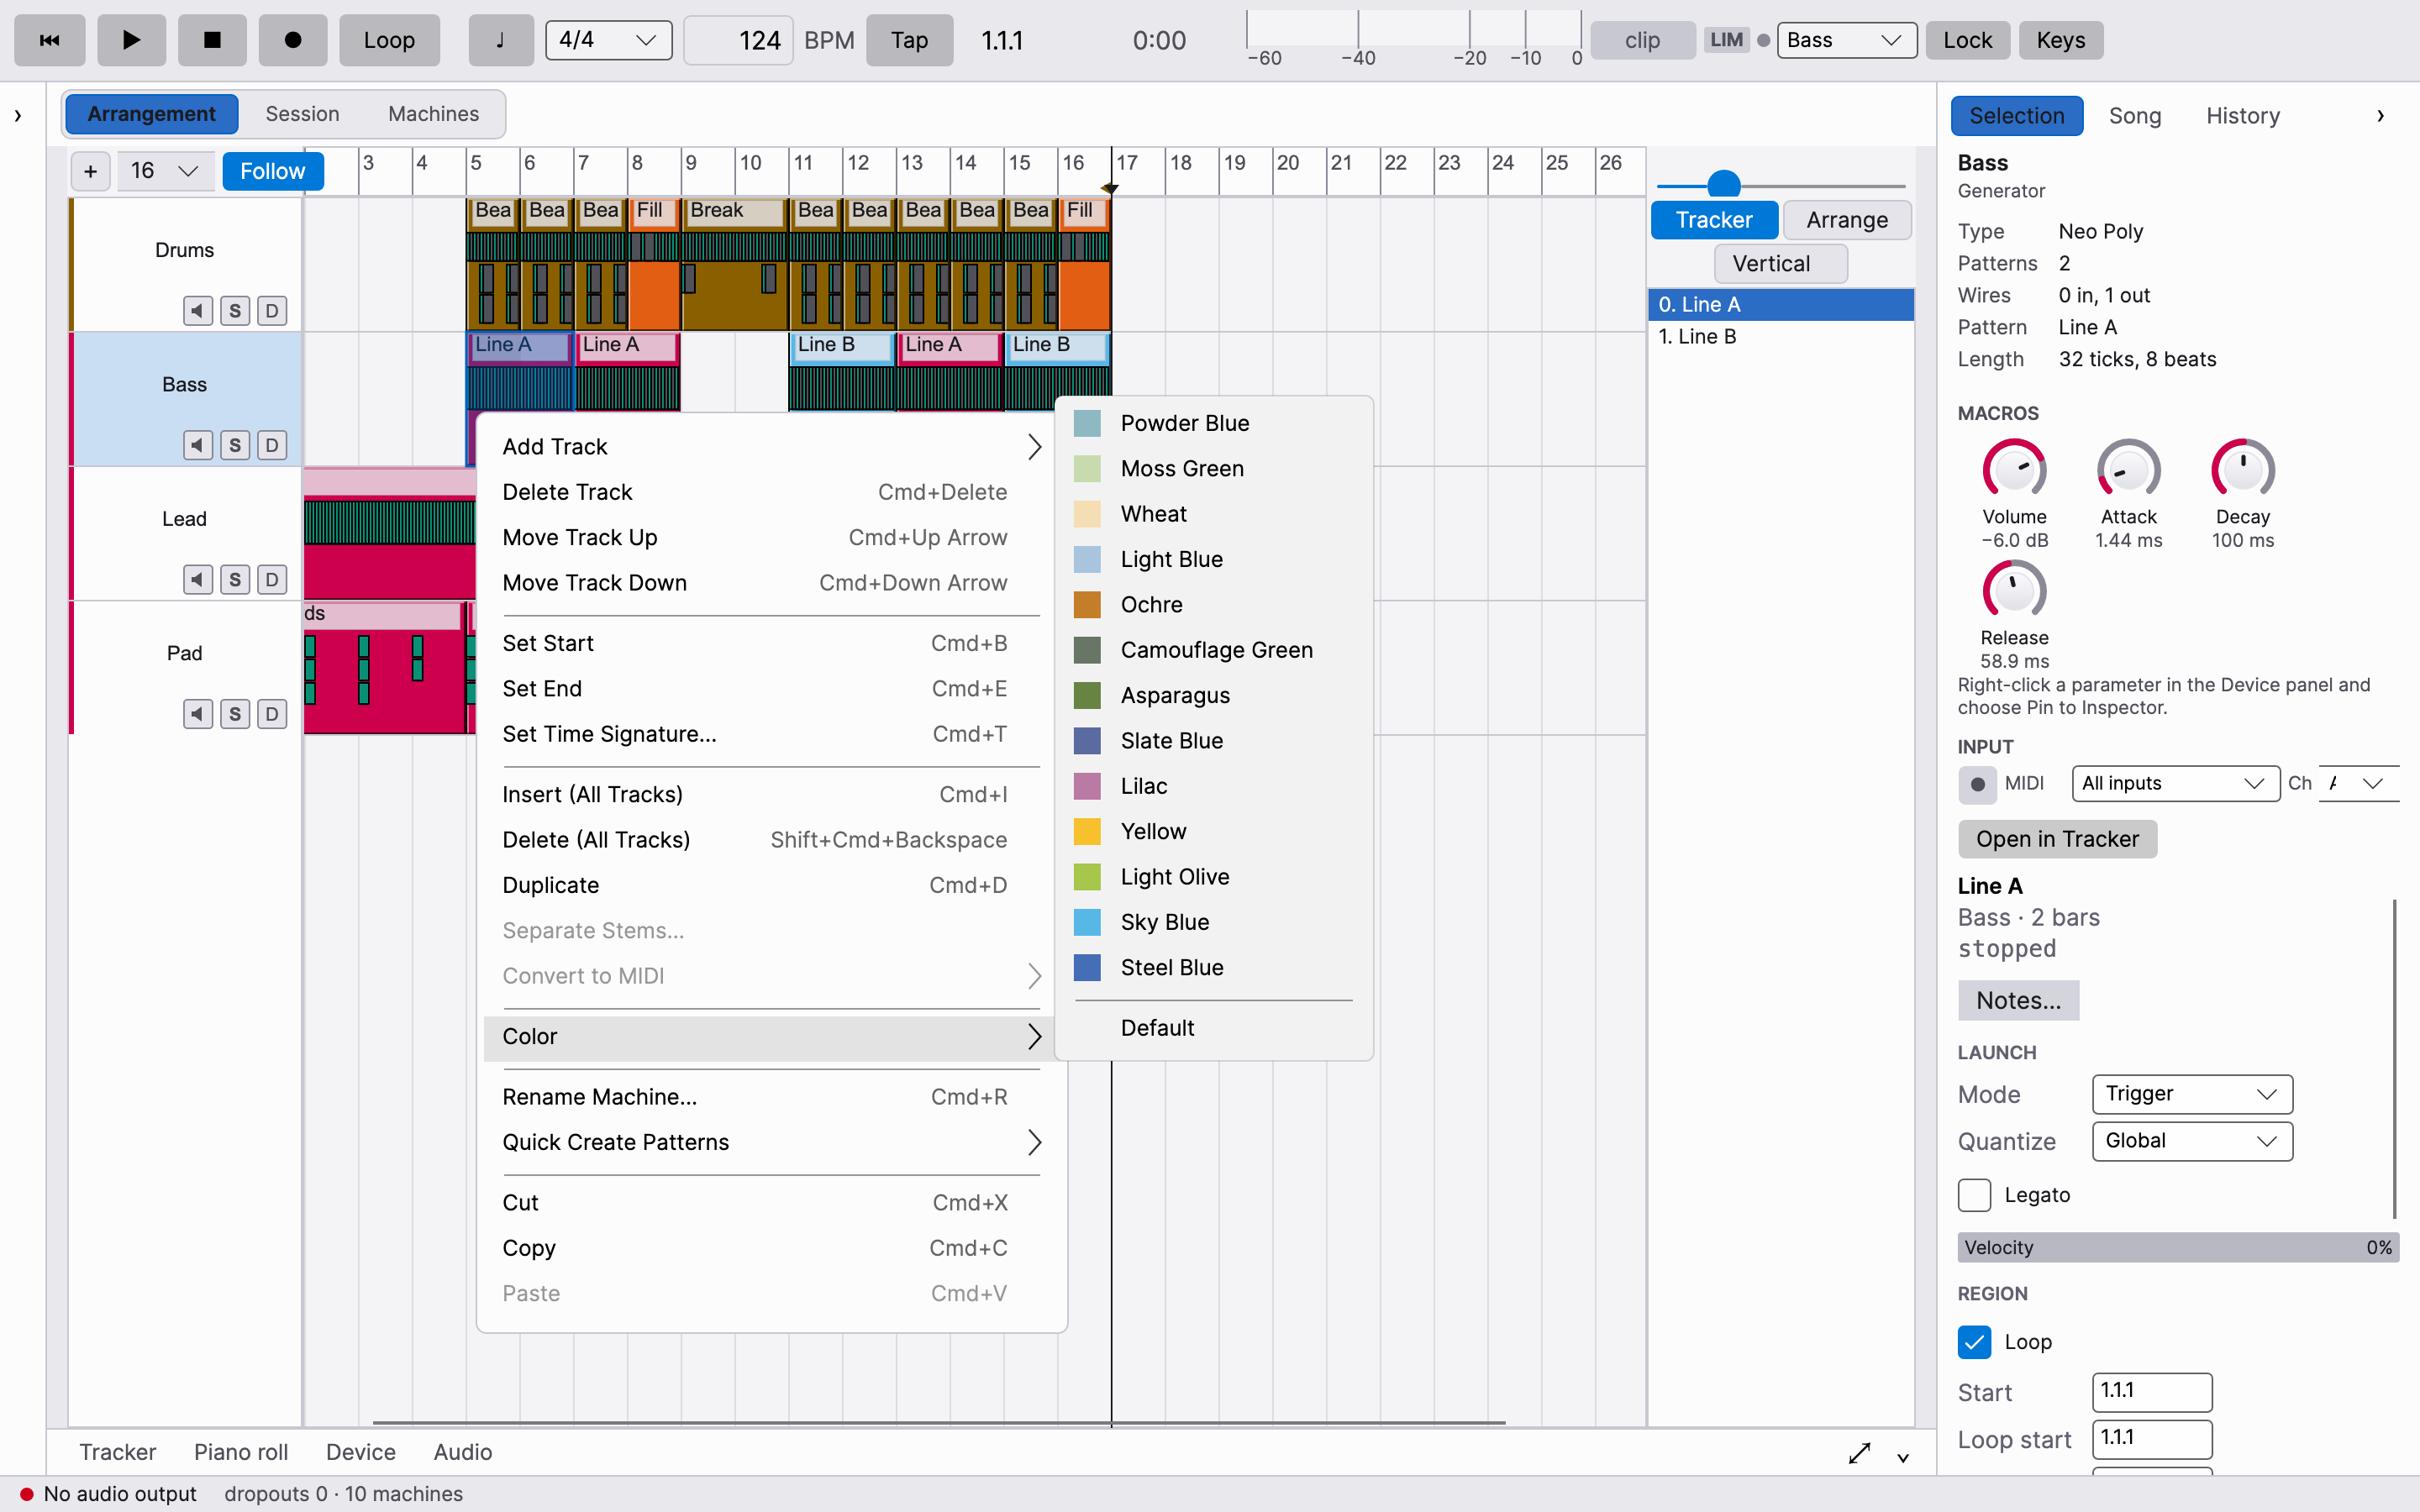 Loop
4/4
124 BPM
Tap
1.1.1
0:00
−60 −40 −20 −10 0
clip
LIM
Bass
Lock
Keys
Arrangement Session Machines
Selection Song History
+ 16 Follow
3 4 5 6 7 8 9 10 11 12 13 14 15 16 17 18 19 20 21 22 23 24 25 26
Drums
S D
Bea Bea Bea Fill Break Bea Bea Bea Bea Bea Fill
Bass
S D
Line A Line A Line B Line A Line B
Lead
S D
Pad
S D
ds
Add Track
Delete Track Cmd+Delete
Move Track Up Cmd+Up Arrow
Move Track Down Cmd+Down Arrow
Set Start Cmd+B
Set End Cmd+E
Set Time Signature... Cmd+T
Insert (All Tracks) Cmd+I
Delete (All Tracks) Shift+Cmd+Backspace
Duplicate Cmd+D
Separate Stems...
Convert to MIDI
Color
Rename Machine... Cmd+R
Quick Create Patterns
Cut Cmd+X
Copy Cmd+C
Paste Cmd+V
Powder Blue
Moss Green
Wheat
Light Blue
Ochre
Camouflage Green
Asparagus
Slate Blue
Lilac
Yellow
Light Olive
Sky Blue
Steel Blue
Default
Tracker Arrange
Vertical
0. Line A
1. Line B
Bass
Generator
Type Neo Poly
Patterns 2
Wires 0 in, 1 out
Pattern Line A
Length 32 ticks, 8 beats
MACROS
Volume Attack Decay
−6.0 dB 1.44 ms 100 ms
Release
58.9 ms
Right-click a parameter in the Device panel and
choose Pin to Inspector.
INPUT
MIDI All inputs Ch
Open in Tracker
Line A
Bass · 2 bars
stopped
Notes...
LAUNCH
Mode Trigger
Quantize Global
Legato
Velocity 0%
REGION
Loop
Start 1.1.1
Loop start 1.1.1
Tracker Piano roll Device Audio
No audio output dropouts 0 · 10 machines